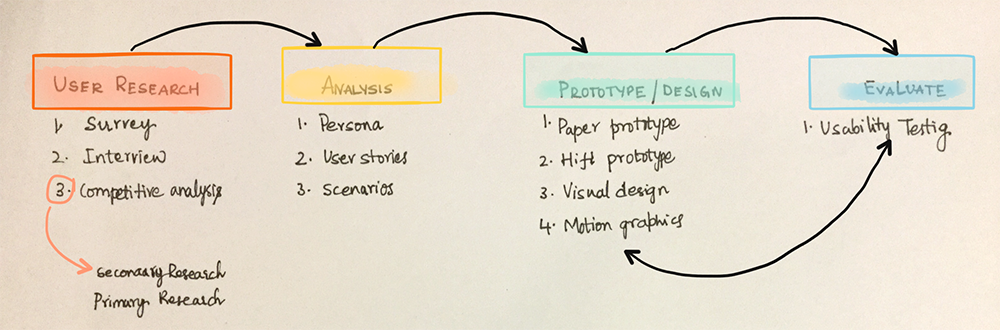 USER RESEARCH
1. Survey
2. Interview
3. Competitive analysis
Secondary Research
Primary Research
ANALYSIS
1. Persona
2. User stories
3. Scenarios
PROTOTYPE/DESIGN
1. Paper prototype
2. Hifi prototype
3. Visual design
4. Motion graphics
EVALUATE
1. Usability Testig